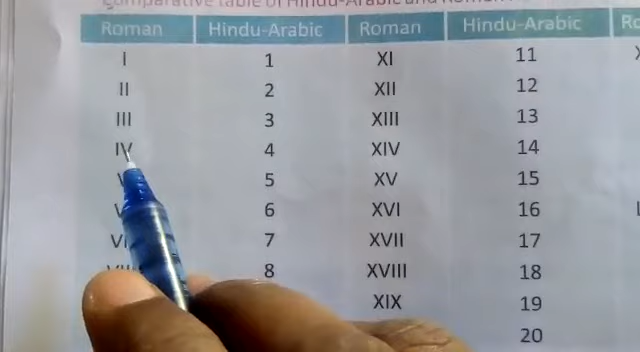 Comparative table of Hindu-Arabic and Roman
Roman Hindu-Arabic Roman Hindu-Arabic
I 1 XI 11
II 2 XII 12
III 3 XIII 13
IV 4 XIV 14
5 XV 15
6 XVI 16
7 XVII 17
8 XVIII 18
XIX 19
20